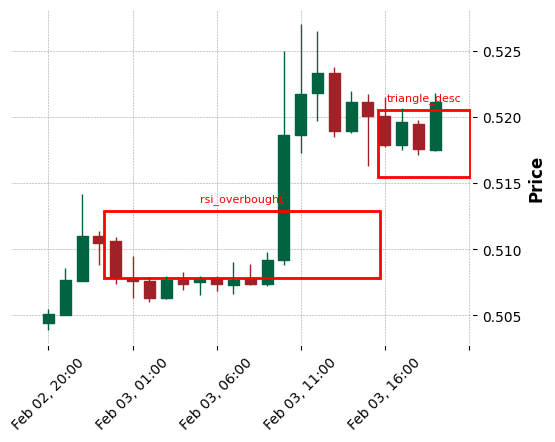 0.525
triangle_desc
0.520
0.515
Price
rsi_overbought
0.510
0.505
Feb 02, 20:00
Feb 03, 01:00
Feb 03, 06:00
Feb 03, 11:00
Feb 03, 16:00